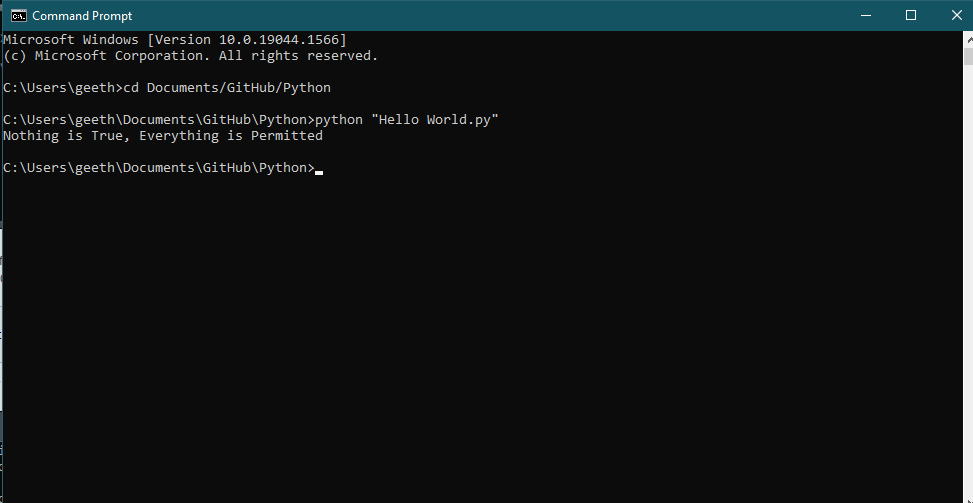 Command Prompt
Microsoft Windows [Version 10.0.19044.1566]
(c) Microsoft Corporation. All rights reserved.
C:\Users\geeth>cd Documents/GitHub/Python
C:\Users\geeth\Documents\GitHub\Python>python "Hello World.py"
Nothing is True, Everything is Permitted
C:\Users\geeth\Documents\GitHub\Python>